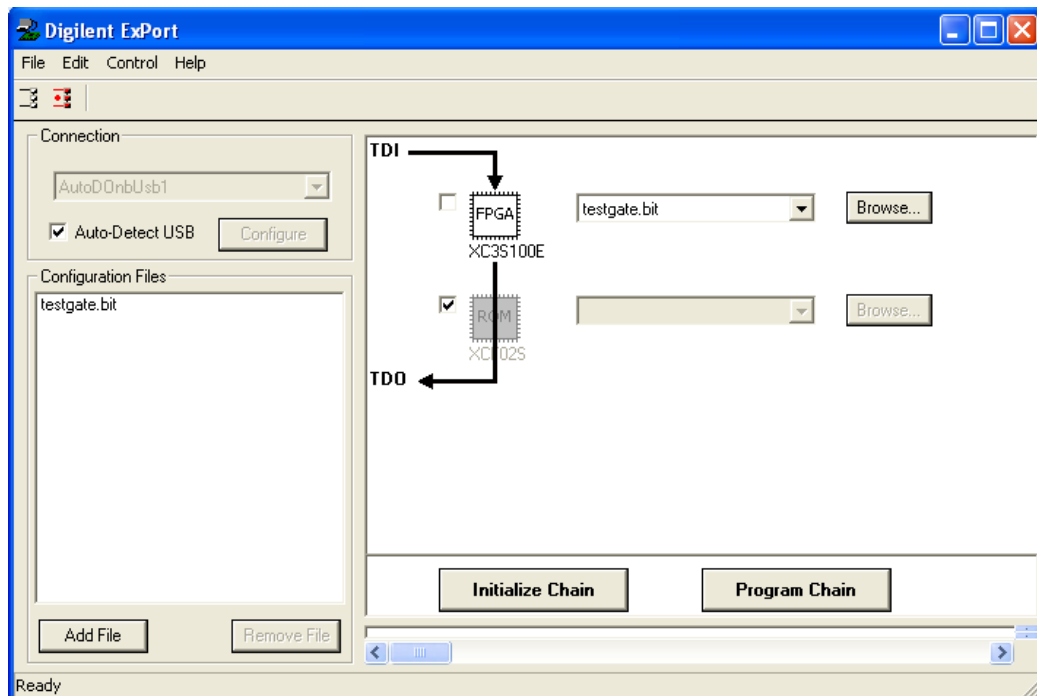 Digilent ExPort
File Edit Control Help
Connection
AutoDOnbUsb1
Auto-Detect USB Configure
Configuration Files
testgate.bit
Add File Remove File
TDI
FPGA testgate.bit Browse...
XC3S100E
ROM Browse...
XCF02S
TDO
Initialize Chain Program Chain
Ready